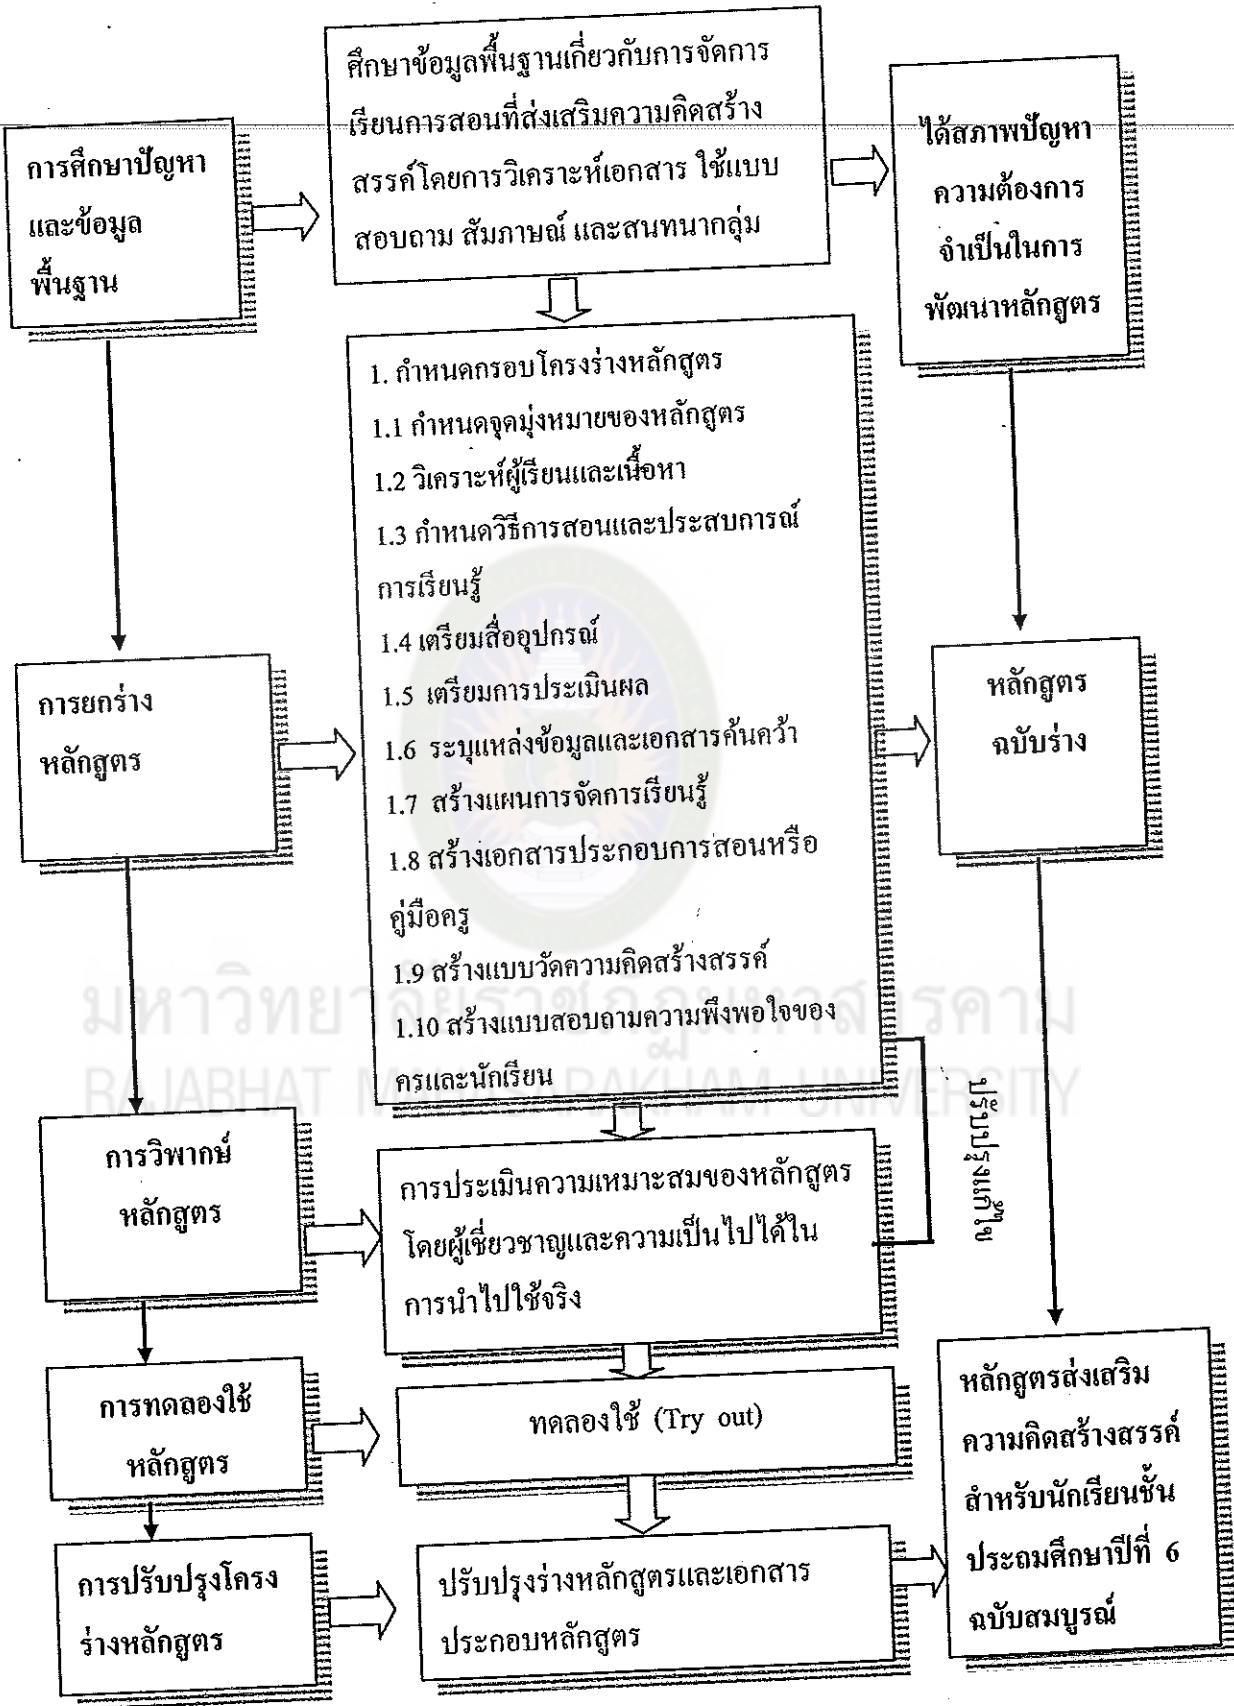 การศึกษาปัญหา
และข้อมูล
พื้นฐาน
ศึกษาข้อมูลพื้นฐานเกี่ยวกับการจัดการ
เรียนการสอนที่ส่งเสริมความคิดสร้าง
สรรค์โดยการวิเคราะห์เอกสาร ใช้แบบ
สอบถาม สัมภาษณ์ และสนทนากลุ่ม
ได้สภาพปัญหา
ความต้องการ
จำเป็นในการ
พัฒนาหลักสูตร
การยกร่าง
หลักสูตร
1. กำหนดกรอบโครงร่างหลักสูตร
1.1 กำหนดจุดมุ่งหมายของหลักสูตร
1.2 วิเคราะห์ผู้เรียนและเนื้อหา
1.3 กำหนดวิธีการสอนและประสบการณ์
การเรียนรู้
1.4 เตรียมสื่ออุปกรณ์
1.5 เตรียมการประเมินผล
1.6 ระบุแหล่งข้อมูลและเอกสารค้นคว้า
1.7 สร้างแผนการจัดการเรียนรู้
1.8 สร้างเอกสารประกอบการสอนหรือ
คู่มือครู
1.9 สร้างแบบวัดความคิดสร้างสรรค์
1.10 สร้างแบบสอบถามความพึงพอใจของ
ครูและนักเรียน
หลักสูตร
ฉบับร่าง
มหาวิทยาลัยราชภัฏมหาสารคาม
RAJABHAT MAHASARAKHAM UNIVERSITY
ปรับปรุงแก้ไข
การวิพากษ์
หลักสูตร
การประเมินความเหมาะสมของหลักสูตร
โดยผู้เชี่ยวชาญและความเป็นไปได้ใน
การนำไปใช้จริง
การทดลองใช้
หลักสูตร
ทดลองใช้ (Try out)
การปรับปรุงโครง
ร่างหลักสูตร
ปรับปรุงร่างหลักสูตรและเอกสาร
ประกอบหลักสูตร
หลักสูตรส่งเสริม
ความคิดสร้างสรรค์
สำหรับนักเรียนชั้น
ประถมศึกษาปีที่ 6
ฉบับสมบูรณ์